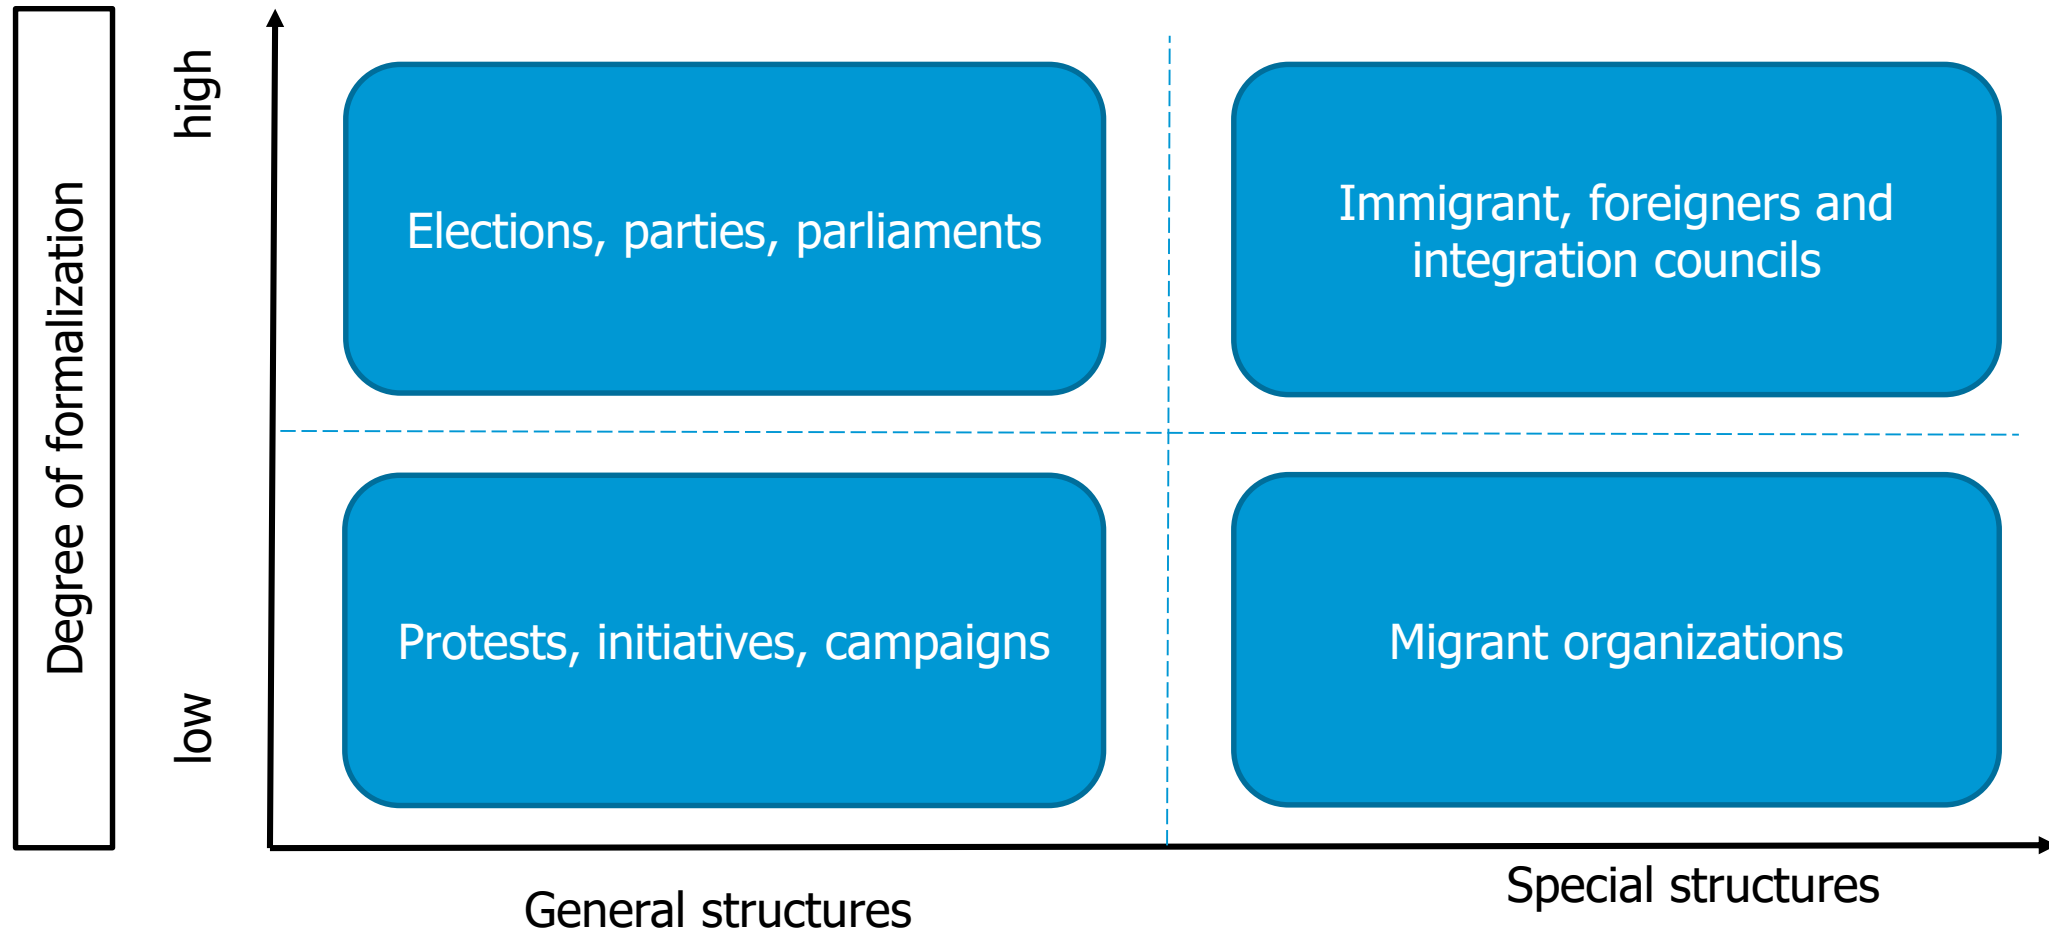 Degree of formalization
high
low
Elections, parties, parliaments
Immigrant, foreigners and
integration councils
Protests, initiatives, campaigns
Migrant organizations
General structures
Special structures